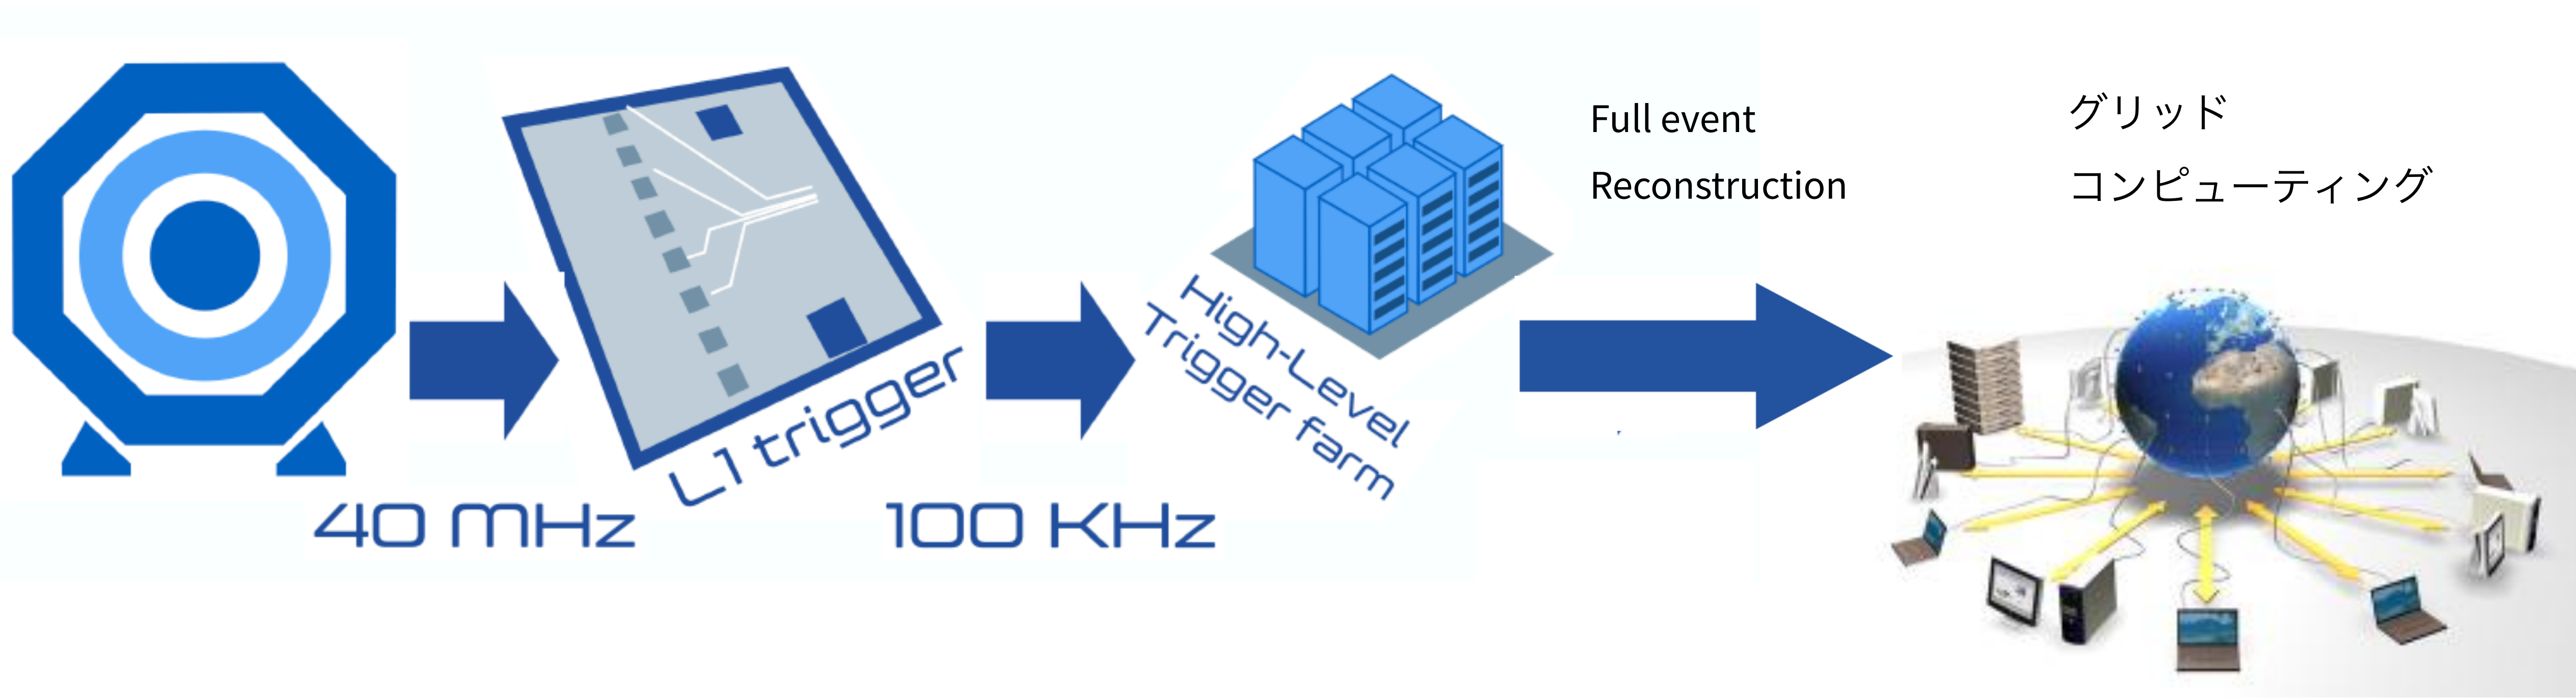 Full event
Reconstruction
グリッド
コンピューティング
L1 trigger
High-Level
Trigger farm
40 MHz
100 KHz